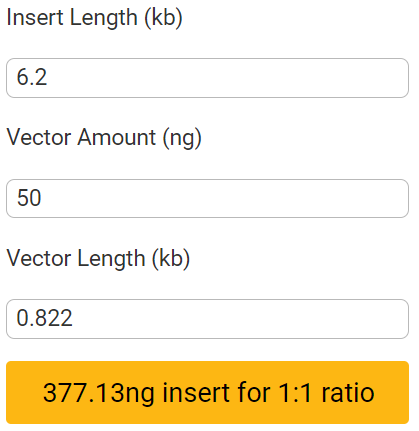 Insert Length (kb)
6.2
Vector Amount (ng)
50
Vector Length (kb)
0.822
377.13ng insert for 1:1 ratio